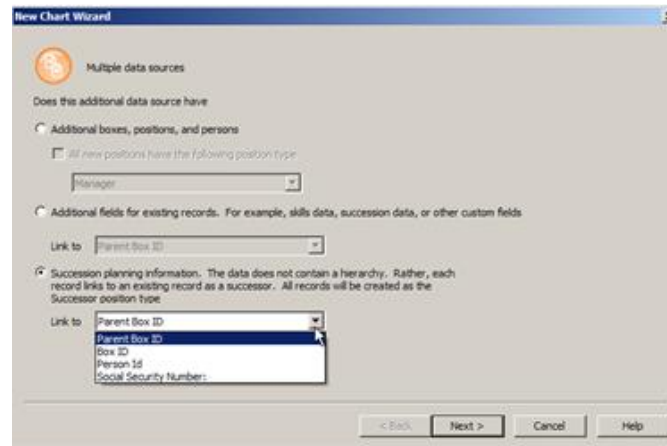 New Chart Wizard
Multiple data sources
Does this additional data source have
Additional boxes, positions, and persons
All new positions have the following position type
Manager
Additional fields for existing records. For example, skills data, succession data, or other custom fields
Link to Parent Box ID
Succession planning information. The data does not contain a hierarchy. Rather, each
record links to an existing record as a successor. All records will be created as the
Successor position type
Link to Parent Box ID
Parent Box ID
Box ID
Person Id
Social Security Number:
< Back Next > Cancel Help